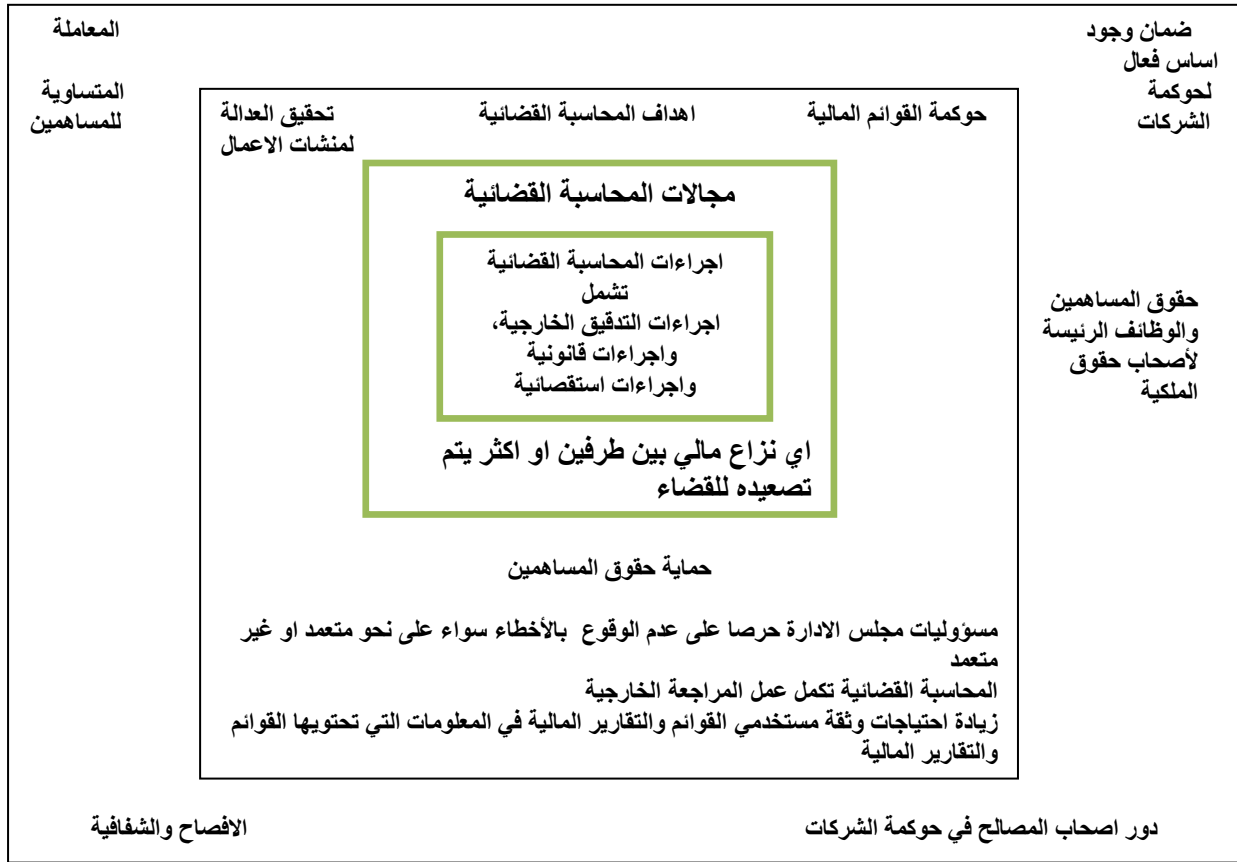 ضمان وجود
اساس فعال
لحوكمة
الشركات
المعاملة
المتساوية
للمساهمين
حوكمة القوائم المالية
اهداف المحاسبة القضائية
تحقيق العدالة
لمنشات الاعمال
مجالات المحاسبة القضائية
اجراءات المحاسبة القضائية
تشمل
اجراءات التدقيق الخارجية،
واجراءات قانونية
واجراءات استقصائية
اي نزاع مالي بين طرفين او اكثر يتم
تصعيده للقضاء
حقوق المساهمين
والوظائف الرئيسة
لأصحاب حقوق
الملكية
حماية حقوق المساهمين
مسؤوليات مجلس الادارة حرصا على عدم الوقوع بالأخطاء سواء على نحو متعمد او غير
متعمد
المحاسبة القضائية تكمل عمل المراجعة الخارجية
زيادة احتياجات وثقة مستخدمي القوائم والتقارير المالية في المعلومات التي تحتويها القوائم
والتقارير المالية
دور اصحاب المصالح في حوكمة الشركات
الافصاح والشفافية